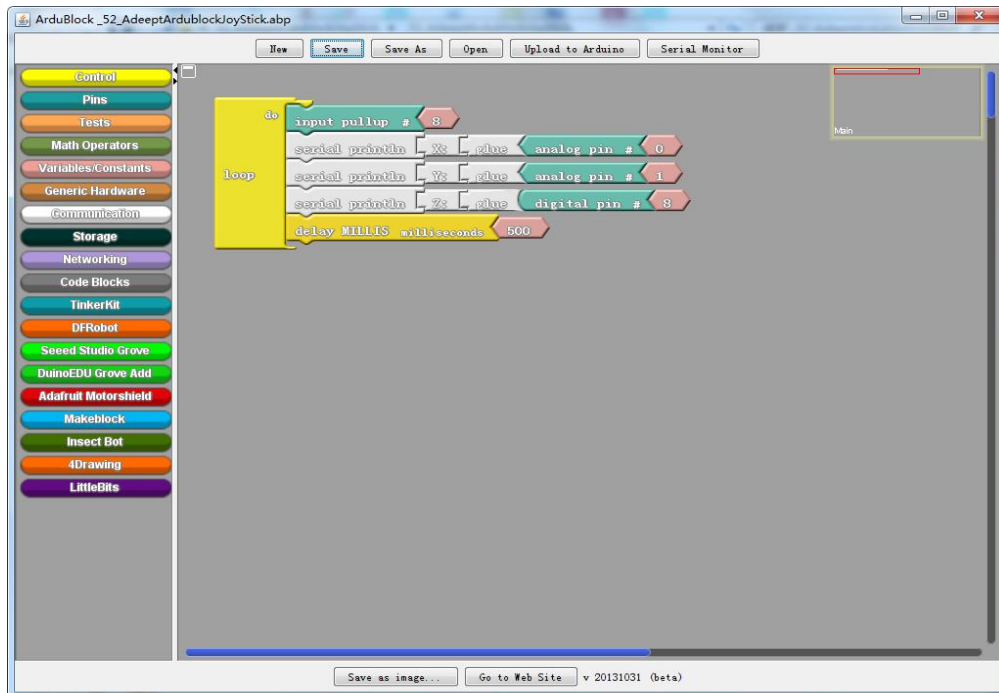 ArduBlock _52_AdeeptArdublockJoyStick.abp
New Save Save As Open Upload to Arduino Serial Monitor
Control
Pins
Tests
Math Operators
Variables/Constants
Generic Hardware
Communication
Storage
Networking
Code Blocks
TinkerKit
DFRobot
Seeed Studio Grove
DuinoEDU Grove Add
Adafruit Motorshield
Makeblock
Insect Bot
4Drawing
LittleBits
loop
do
input pullup # 8
serial println X: glue analog pin # 0
serial println Y: glue analog pin # 1
serial println Z: glue digital pin # 8
delay MILLIS milliseconds 500
Main
Save as image... Go to Web Site v 20131031 (beta)